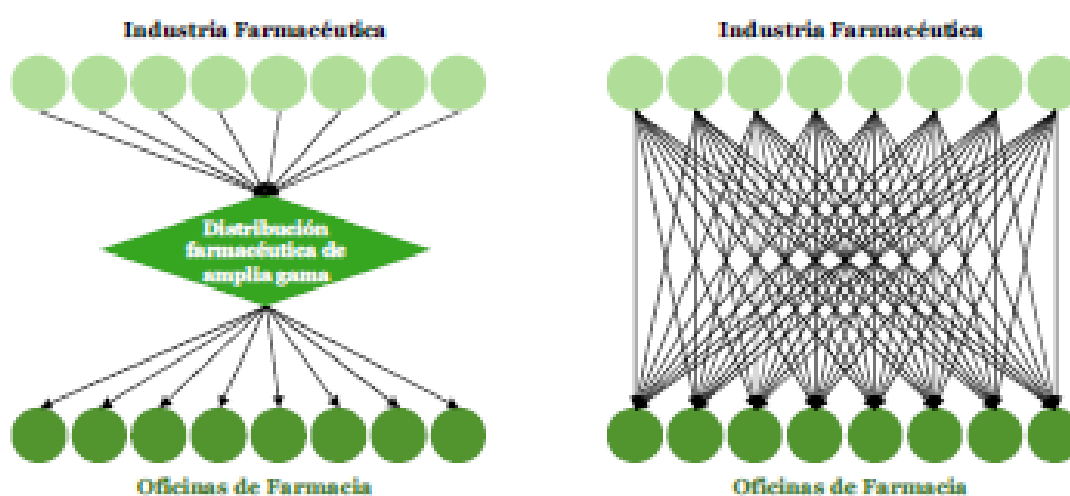 Industria Farmacéutica
Industria Farmacéutica
Distribución
farmacéutica de
amplia gama
Oficinas de Farmacia
Oficinas de Farmacia